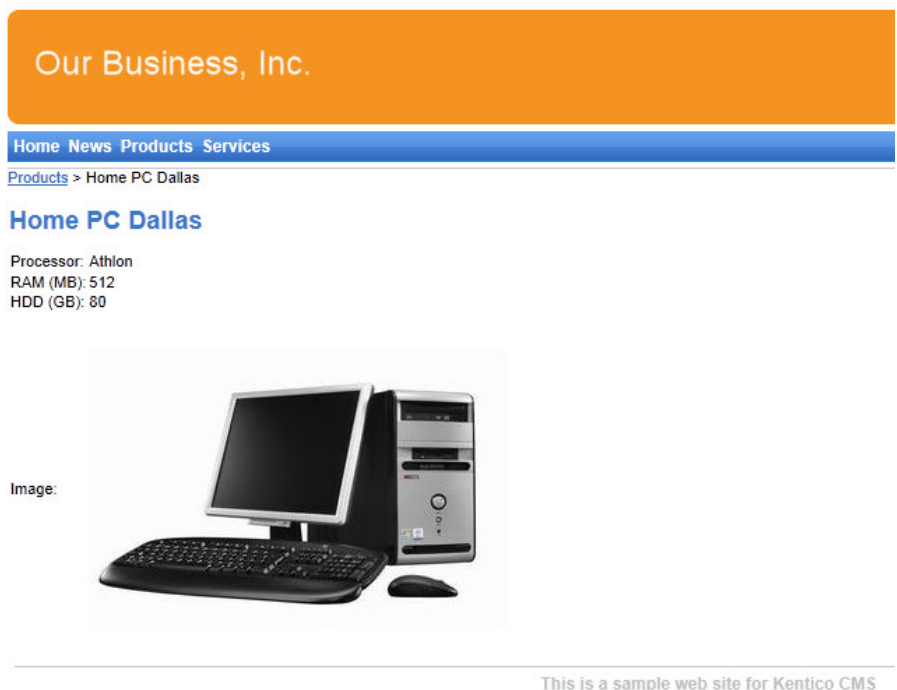 Our Business, Inc.
Home News Products Services
Products > Home PC Dallas
Home PC Dallas
Processor: Athlon
RAM (MB): 512
HDD (GB): 80
Image:
This is a sample web site for Kentico CMS